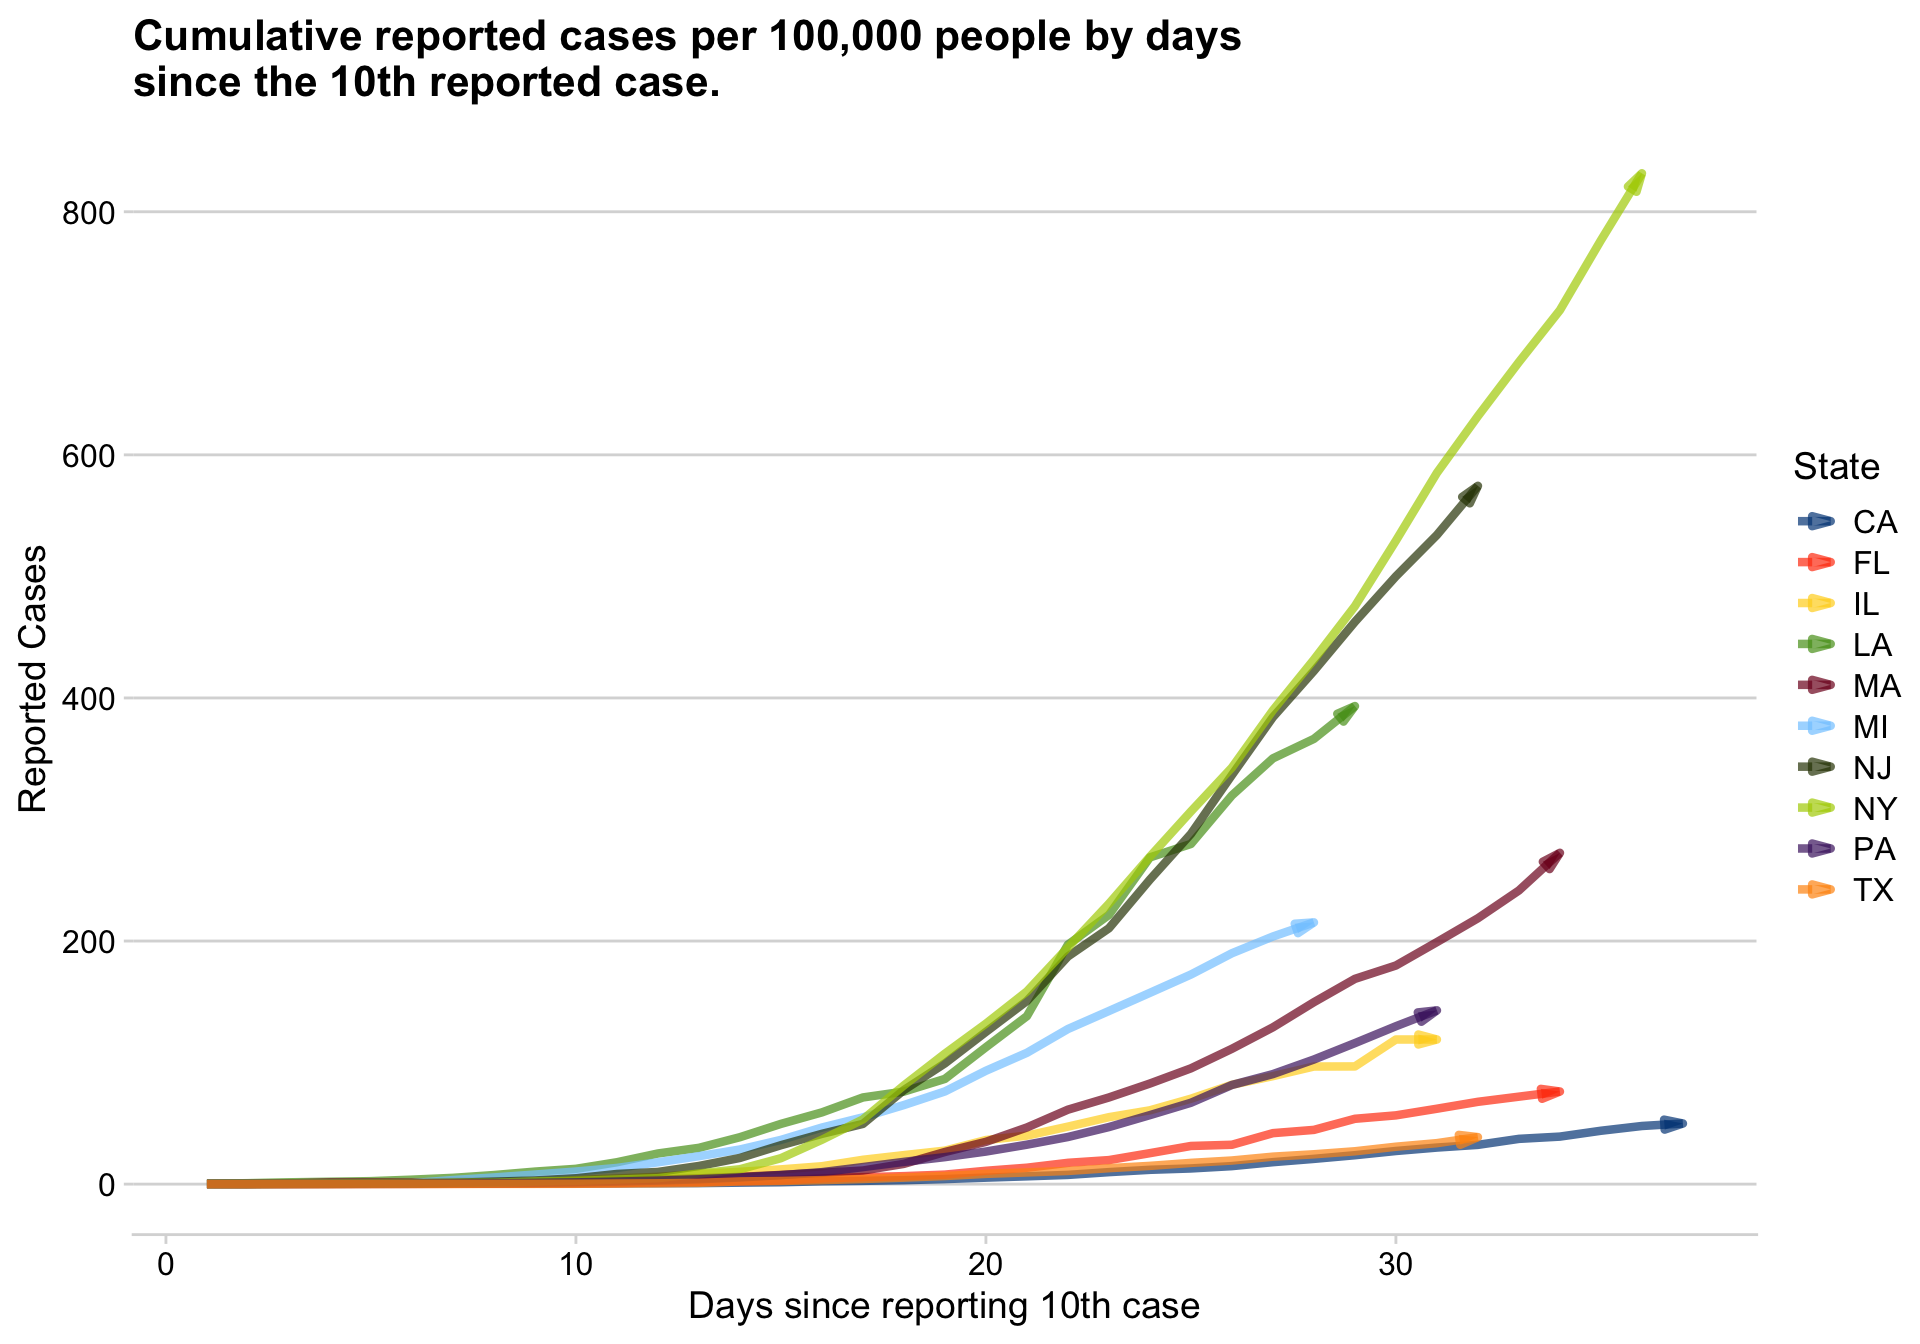 Cumulative reported cases per 100,000 people by days
since the 10th reported case.
800
600
400
200
0
Reported Cases
0 10 20 30
Days since reporting 10th case
State
CA
FL
IL
LA
MA
MI
NJ
NY
PA
TX